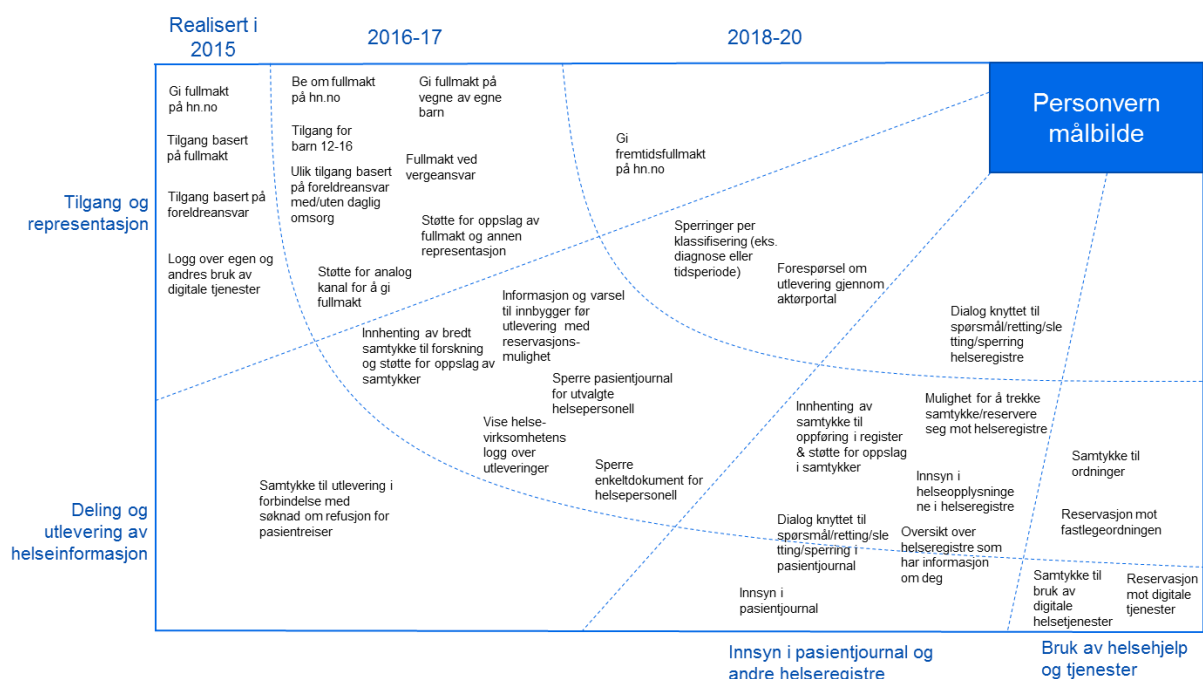 Realisert i
2015
2016-17
2018-20
Personvern
målbilde
Tilgang og
representasjon
Gi fullmakt
på hn.no
Tilgang basert
på fullmakt
Tilgang basert på
foreldreansvar
Logg over egen og
andres bruk av
digitale tjenester
Be om fullmakt
på hn.no
Gi fullmakt på
vegne av egne
barn
Tilgang for
barn 12-16
Ulik tilgang basert
på foreldreansvar
med/uten daglig
omsorg
Fullmakt ved
vergeansvar
Støtte for oppslag av
fullmakt og annen
representasjon
Støtte for analog
kanal for å gi
fullmakt
Gi
fremtidsfullmakt
på hn.no
Sperringer per
klassifisering (eks.
diagnose eller
tidsperiode)
Forespørsel om
utlevering gjennom
aktørportal
Informasjon og varsel
til innbygger før
utlevering med
reservasjons-
mulighet
Innhenting av bredt
samtykke til forskning
og støtte for oppslag av
samtykker
Sperre pasientjournal
for utvalgte
helsepersonell
Vise helse-
virksomhetens
logg over
utleveringer
Sperre
enkeltdokument for
helsepersonell
Deling og
utlevering av
helseinformasjon
Samtykke til utlevering i
forbindelse med
søknad om refusjon for
pasientreiser
Dialog knyttet til
spørsmål/retting/sle
tting/sperring
helseregistre
Innhenting av
samtykke til
oppføring i register
& støtte for oppslag
i samtykker
Mulighet for å trekke
samtykke/reservere
seg mot helseregistre
Innsyn i
helseopplysninge
ne i helseregistre
Dialog knyttet til
spørsmål/retting/sle
tting/sperring i
pasientjournal
Oversikt over
helseregistre som
har informasjon
om deg
Innsyn i
pasientjournal
Samtykke til
ordninger
Reservasjon mot
fastlegeordningen
Samtykke til
bruk av
digitale
helsetjenester
Reservasjon
mot digitale
tjenester
Innsyn i pasientjournal og
andre helseregistre
Bruk av helsehjelp
og tjenester